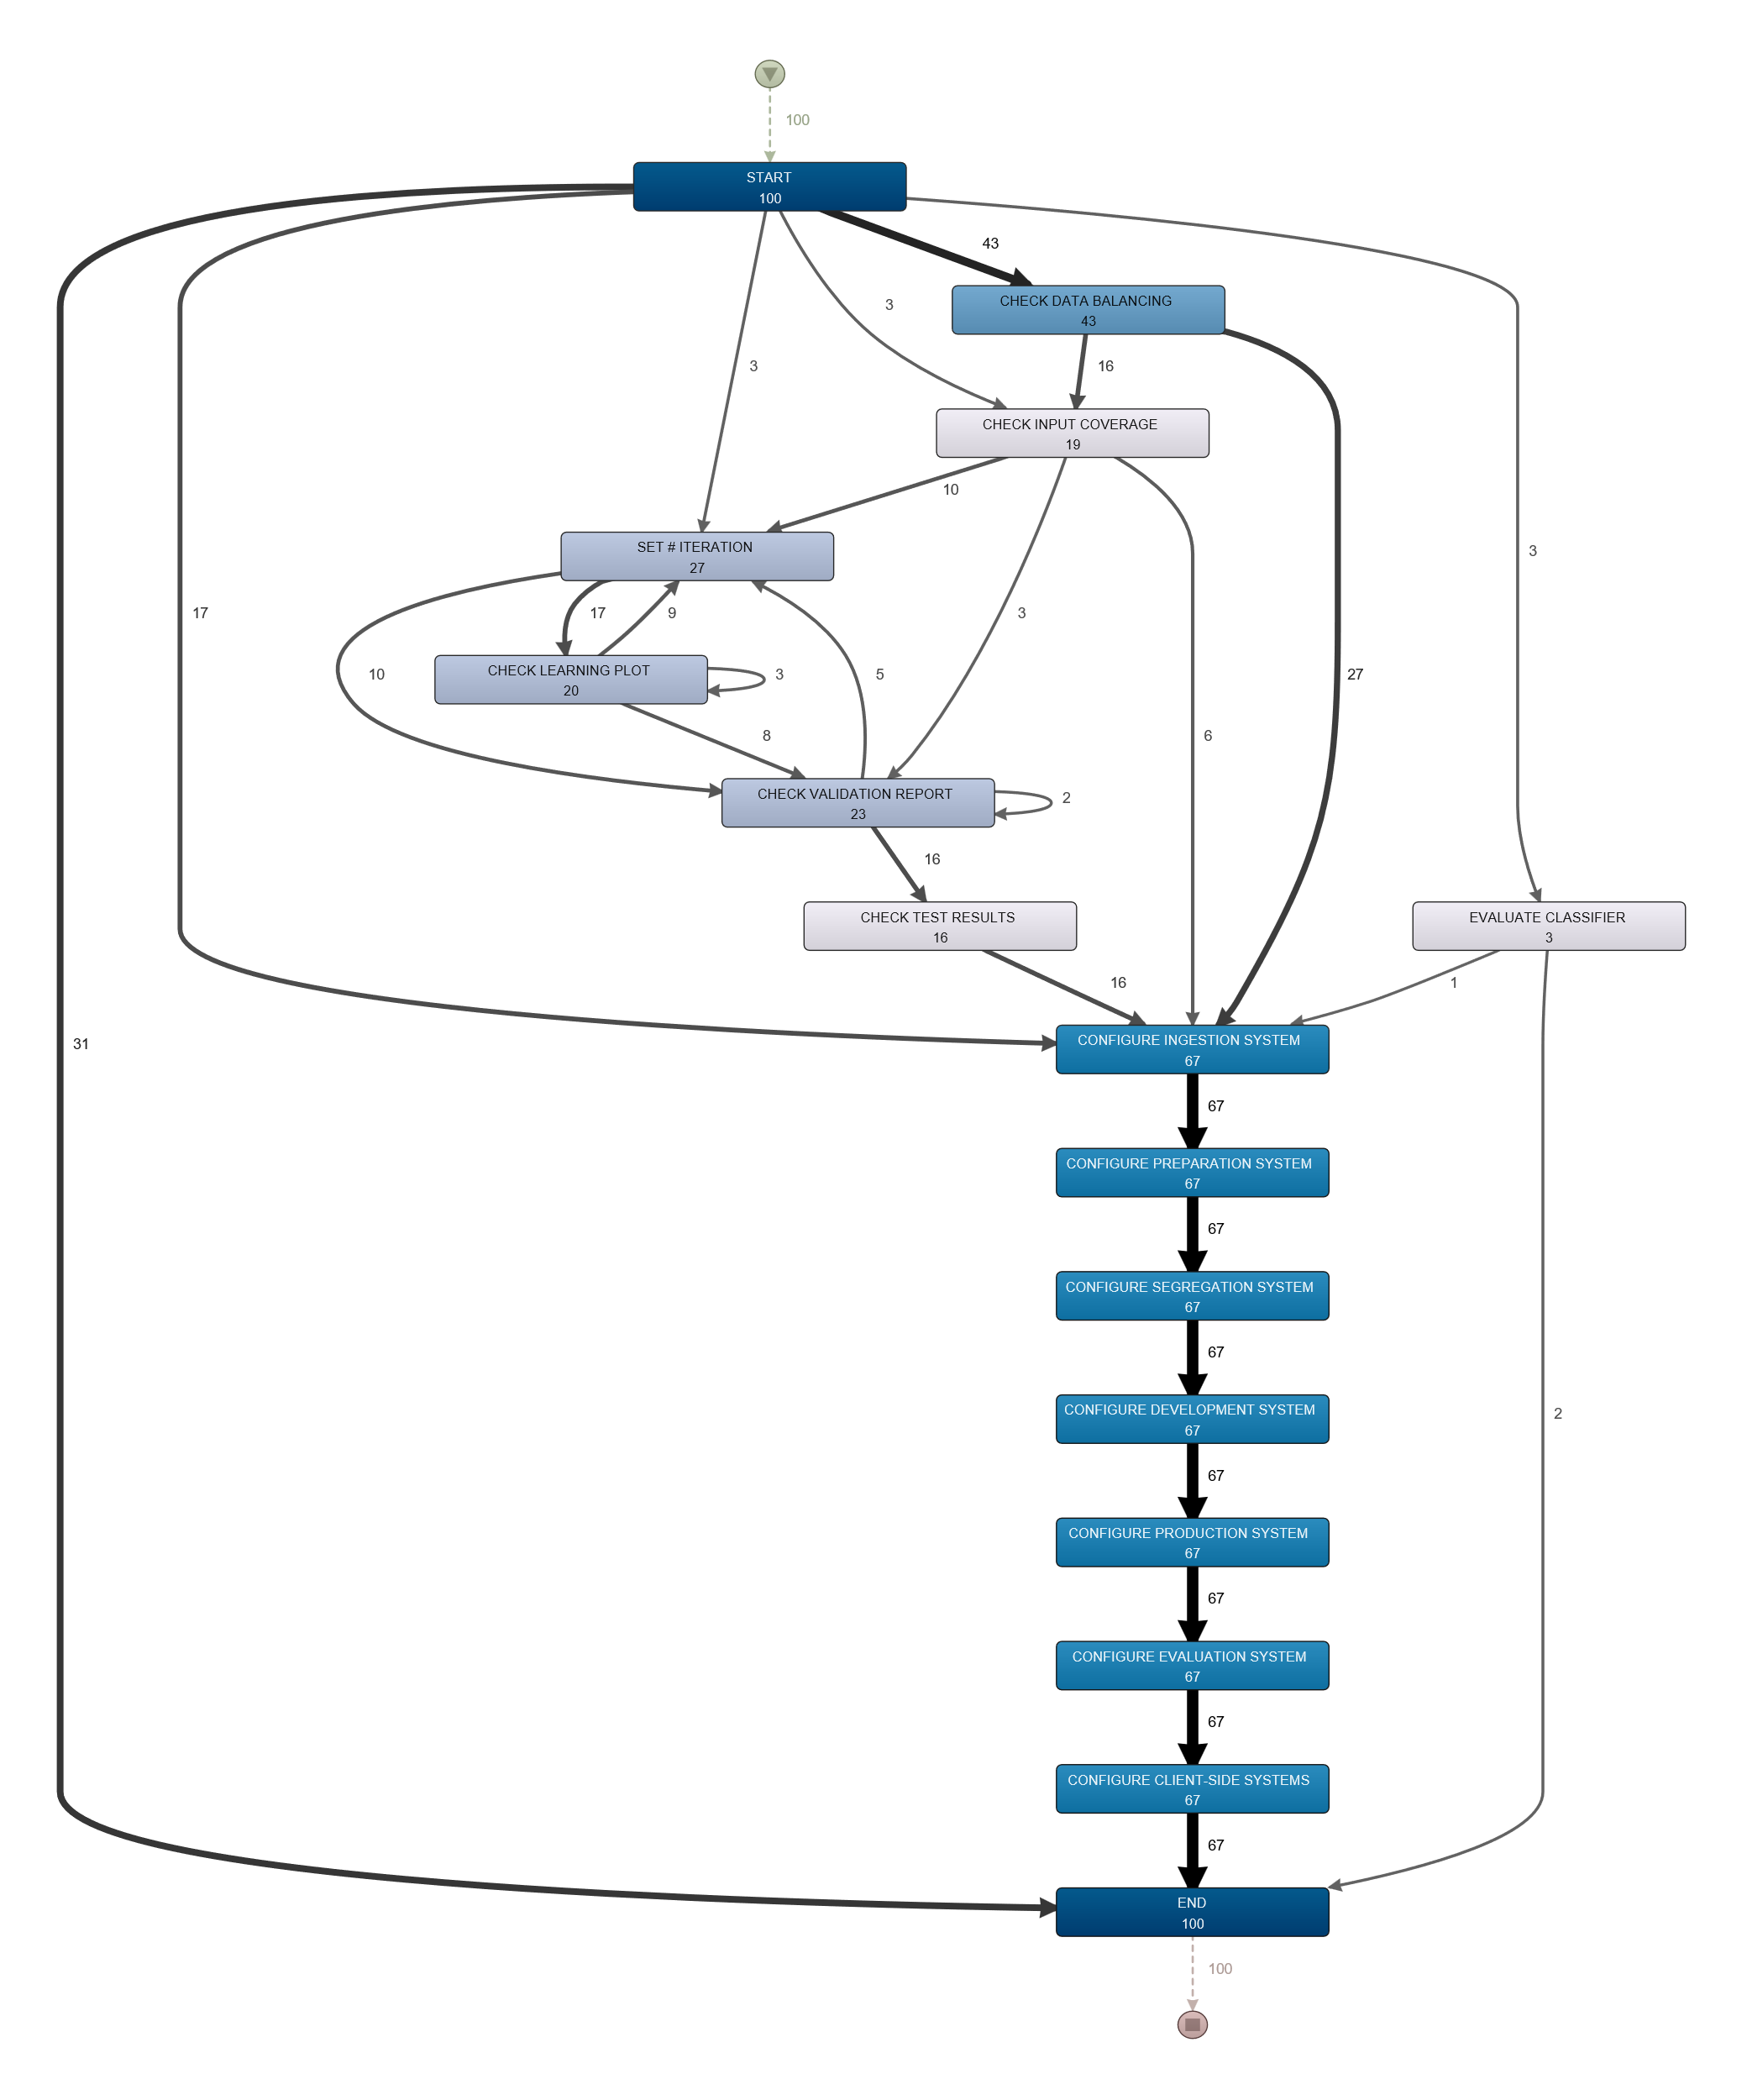 100
START
100
43
CHECK DATA BALANCING
43
3
3
16
CHECK INPUT COVERAGE
19
10
SET # ITERATION
27
3
17
17
9
3
CHECK LEARNING PLOT
20
10
3
5
27
8
6
CHECK VALIDATION REPORT
23
2
16
CHECK TEST RESULTS
16
EVALUATE CLASSIFIER
3
16
1
31
CONFIGURE INGESTION SYSTEM
67
67
CONFIGURE PREPARATION SYSTEM
67
67
CONFIGURE SEGREGATION SYSTEM
67
67
CONFIGURE DEVELOPMENT SYSTEM
67
2
67
CONFIGURE PRODUCTION SYSTEM
67
67
CONFIGURE EVALUATION SYSTEM
67
67
CONFIGURE CLIENT-SIDE SYSTEMS
67
67
END
100
100